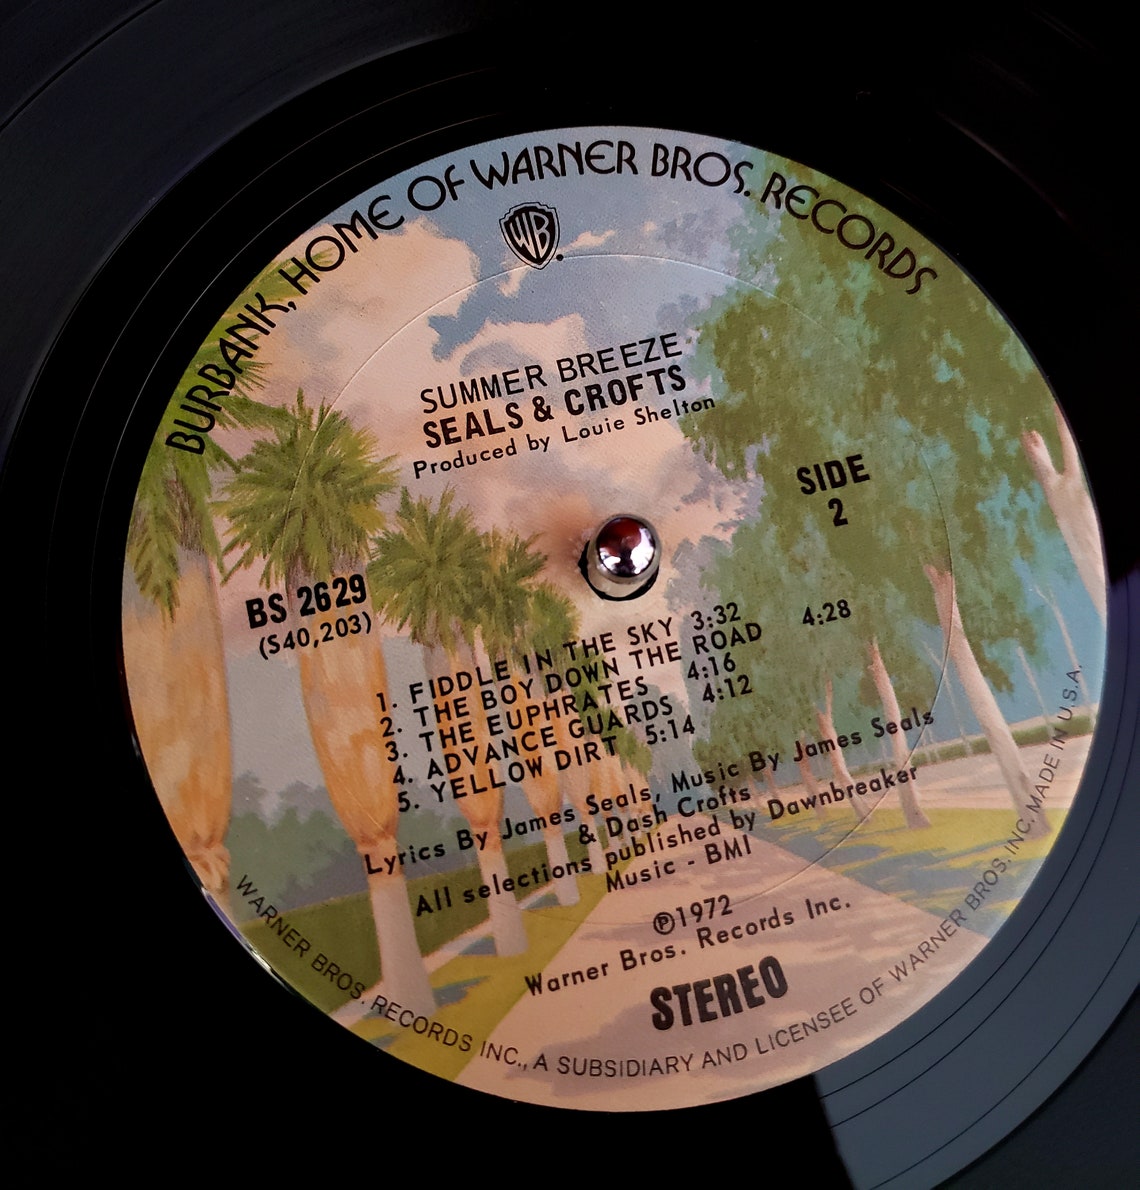 BURBANK, HOME OF WARNER BROS. RECORDS
WB
SUMMER BREEZE
SEALS & CROFTS
Produced by Louie Shelton
SIDE
2
BS 2629
(S40,203)
1. FIDDLE IN THE SKY 3:32
2. THE BOY DOWN THE ROAD 4:28
3. THE EUPHRATES 4:16
4. ADVANCE GUARDS 4:12
5. YELLOW DIRT 5:14
Lyrics By James Seals, Music By James Seals
& Dash Crofts
All selections published by Dawnbreaker
Music - BMI
℗1972
Warner Bros. Records Inc.
STEREO
WARNER BROS. RECORDS INC., A SUBSIDIARY AND LICENSEE OF WARNER BROS. INC. MADE IN U.S.A.